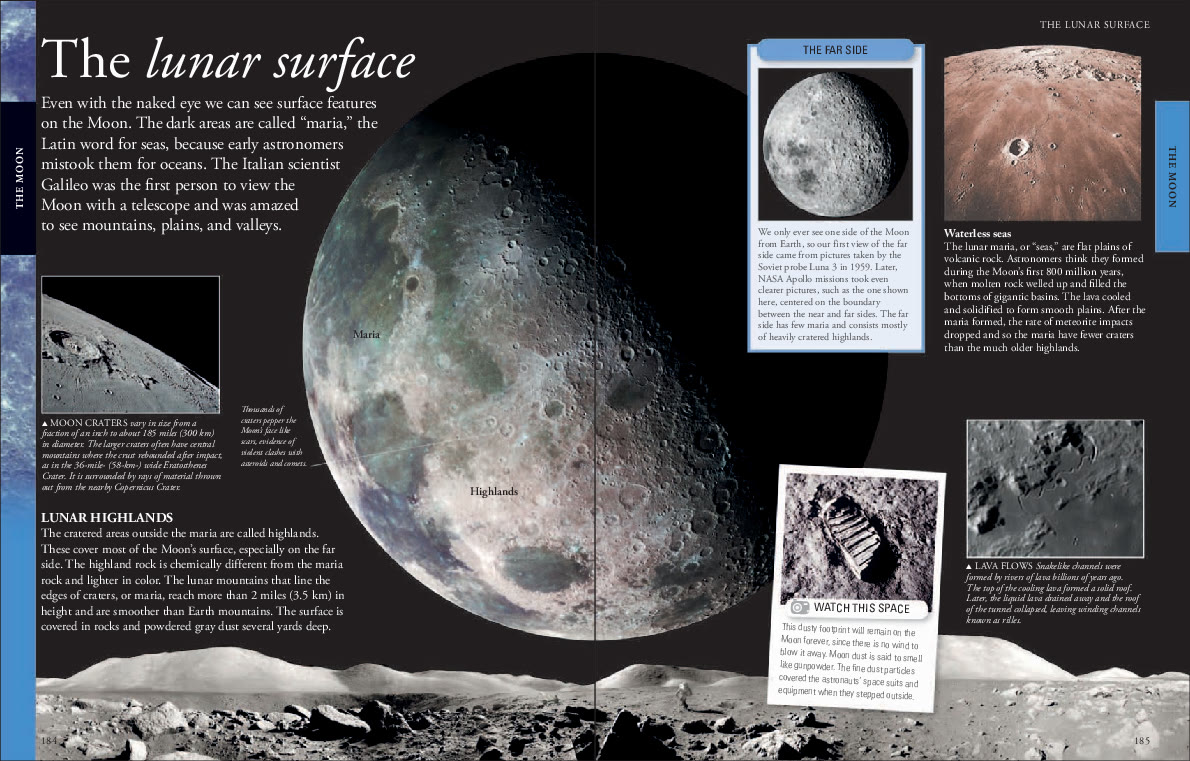 THE LUNAR SURFACE
The lunar surface
Even with the naked eye we can see surface features
on the Moon. The dark areas are called “maria,” the
Latin word for seas, because early astronomers
mistook them for oceans. The Italian scientist
Galileo was the first person to view the
Moon with a telescope and was amazed
to see mountains, plains, and valleys.
THE MOON
▲ MOON CRATERS vary in size from a
fraction of an inch to about 185 miles (300 km)
in diameter. The larger craters often have central
mountains where the crust rebounded after impact,
as in the 36-mile- (58-km-) wide Eratosthenes
Crater. It is surrounded by rays of material thrown
out from the nearby Copernicus Crater.
Thousands of
craters pepper the
Moon's face like
scars, evidence of
violent clashes with
asteroids and comets.
Maria
Highlands
LUNAR HIGHLANDS
The cratered areas outside the maria are called highlands.
These cover most of the Moon's surface, especially on the far
side. The highland rock is chemically different from the maria
rock and lighter in color. The lunar mountains that line the
edges of craters, or maria, reach more than 2 miles (3.5 km) in
height and are smoother than Earth mountains. The surface is
covered in rocks and powdered gray dust several yards deep.
184
THE FAR SIDE
We only ever see one side of the Moon
from Earth, so our first view of the far
side came from pictures taken by the
Soviet probe Luna 3 in 1959. Later,
NASA Apollo missions took even
clearer pictures, such as the one shown
here, centered on the boundary
between the near and far sides. The far
side has few maria and consists mostly
of heavily cratered highlands.
Waterless seas
The lunar maria, or “seas,” are flat plains of
volcanic rock. Astronomers think they formed
during the Moon's first 800 million years,
when molten rock welled up and filled the
bottoms of gigantic basins. The lava cooled
and solidified to form smooth plains. After the
maria formed, the rate of meteorite impacts
dropped and so the maria have fewer craters
than the much older highlands.
THE MOON
WATCH THIS SPACE
This dusty footprint will remain on the
Moon forever, since there is no wind to
blow it away. Moon dust is said to smell
like gunpowder. The fine dust particles
covered the astronauts' space suits and
equipment when they stepped outside.
▲ LAVA FLOWS Snakelike channels were
formed by rivers of lava billions of years ago.
The top of the cooling lava formed a solid roof.
Later, the liquid lava drained away and the roof
of the tunnel collapsed, leaving winding channels
known as rilles.
185